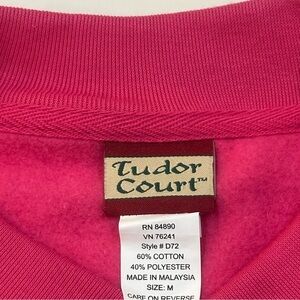 Tudor
Court™
RN 84890
VN 76241
Style # D72
60% COTTON
40% POLYESTER
MADE IN MALAYSIA
SIZE: M
CARE ON REVERSE